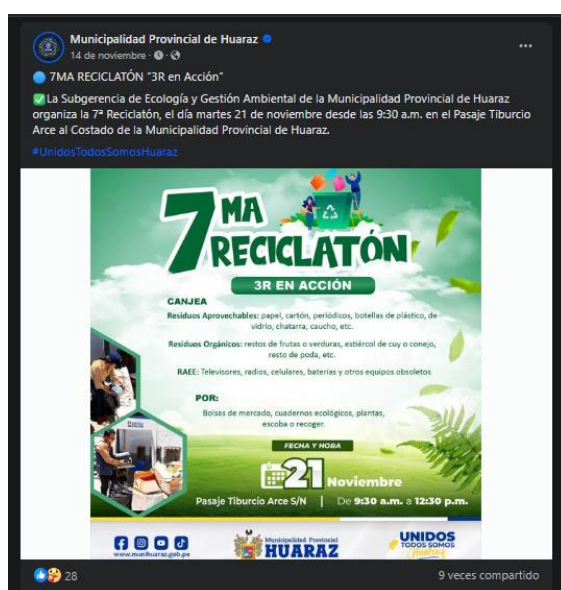 Municipalidad Provincial de Huaraz
14 de noviembre ·
7MA RECICLATÓN "3R en Acción"
La Subgerencia de Ecología y Gestión Ambiental de la Municipalidad Provincial de Huaraz
organiza la 7ª Reciclatón, el día martes 21 de noviembre desde las 9:30 a.m. en el Pasaje Tiburcio
Arce al Costado de la Municipalidad Provincial de Huaraz.
#UnidosTodosSomosHuaraz
7MA
RECICLATÓN
3R EN ACCIÓN
CANJEA
Residuos Aprovechables: papel, cartón, periódicos, botellas de plástico, de
vidrio, chatarra, caucho, etc.
Residuos Orgánicos: restos de frutas o verduras, estiércol de cuy o conejo,
resto de poda, etc.
RAEE: Televisores, radios, celulares, baterías y otros equipos obsoletos
POR:
Bolsas de mercado, cuadernos ecológicos, plantas,
escoba o recoger.
FECHA Y HORA
21 Noviembre
Pasaje Tiburcio Arce S/N | De 9:30 a.m. a 12:30 p.m.
www.munihuaraz.gob.pe
Municipalidad Provincial
HUARAZ
UNIDOS
TODOS SOMOS
Huaraz
28
9 veces compartido